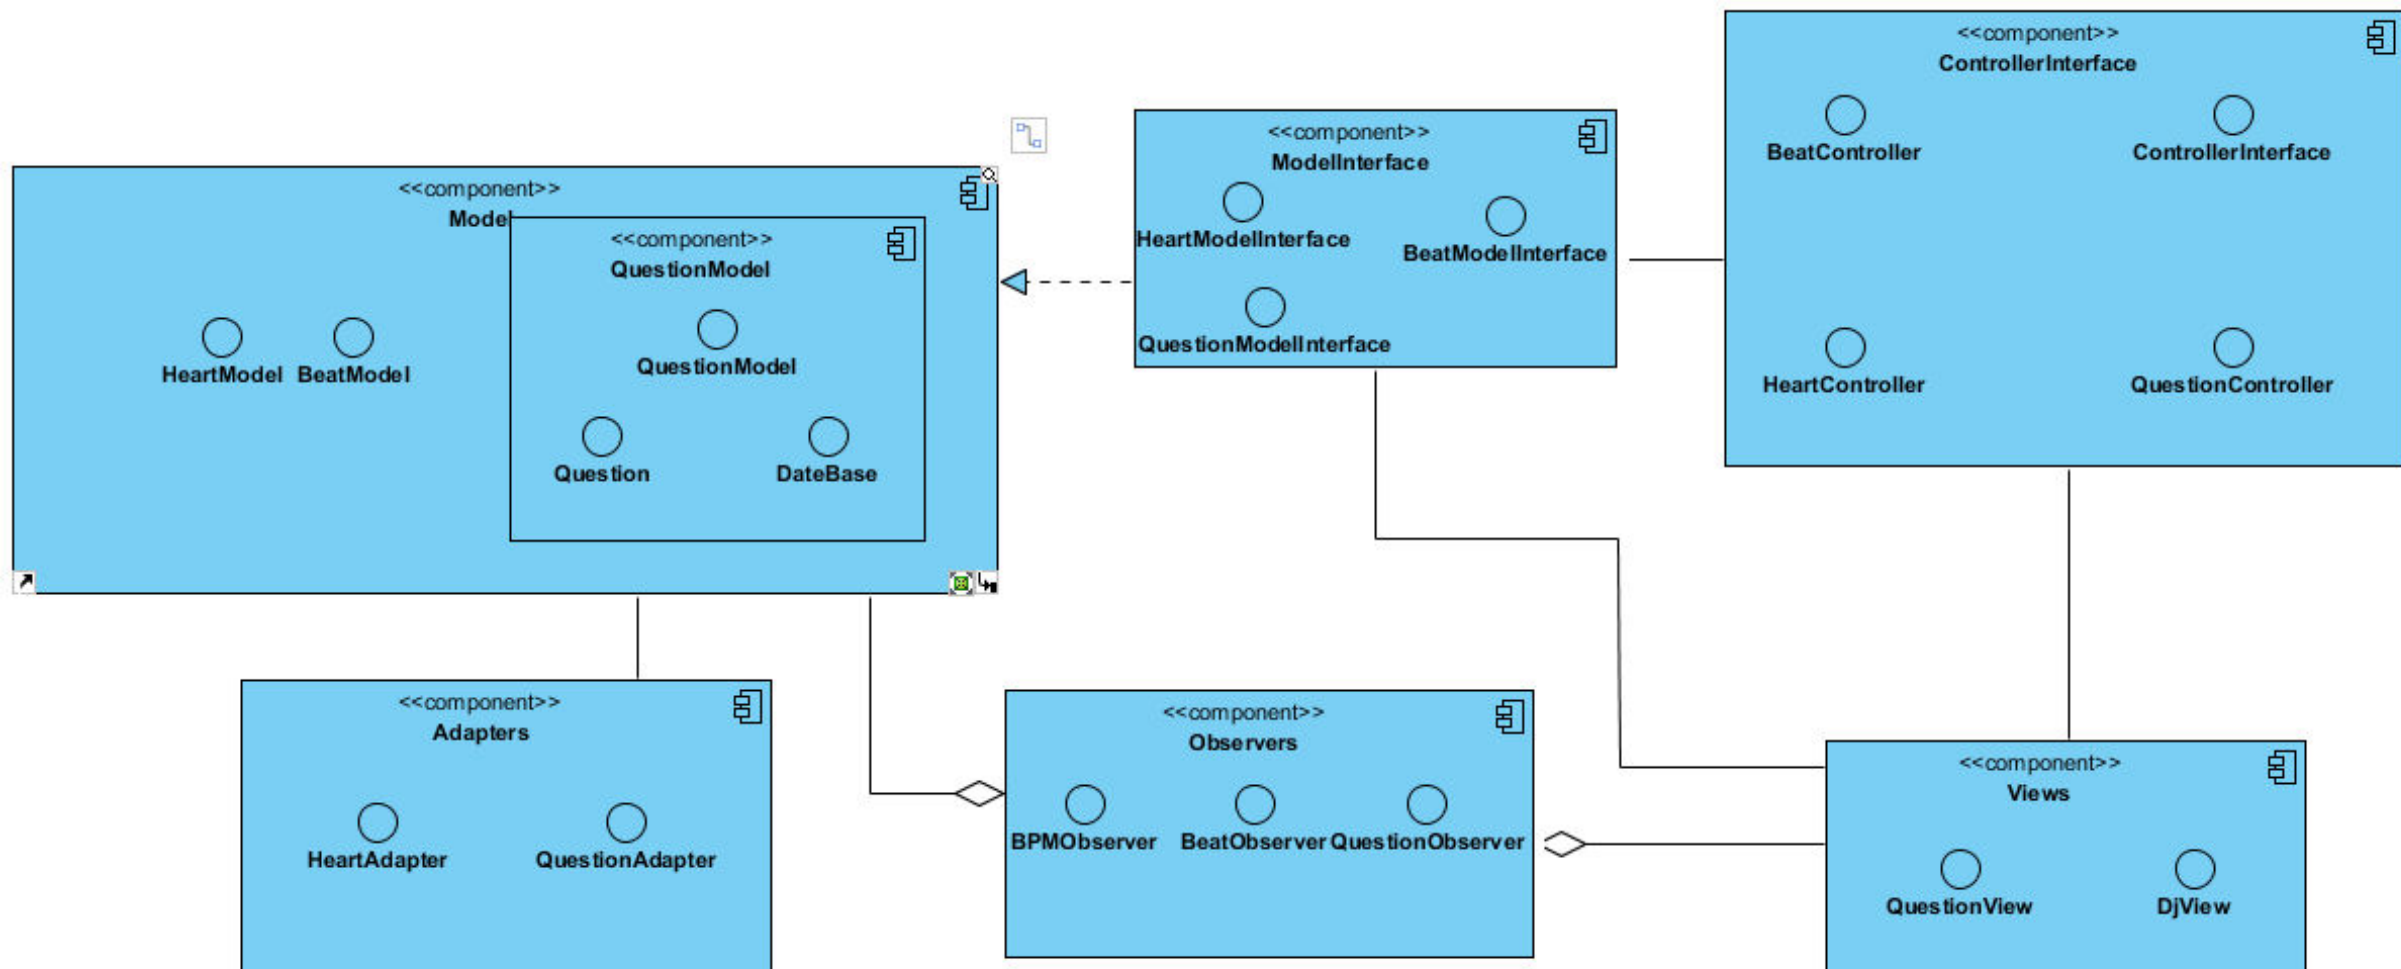 <<component>>
Model
HeartModel
BeatModel
<<component>>
QuestionModel
QuestionModel
Question
DateBase
<<component>>
ModelInterface
HeartModelInterface
BeatModelInterface
QuestionModelInterface
<<component>>
ControllerInterface
BeatController
ControllerInterface
HeartController
QuestionController
<<component>>
Adapters
HeartAdapter
QuestionAdapter
<<component>>
Observers
BPMObserver
BeatObserver
QuestionObserver
<<component>>
Views
QuestionView
DjView